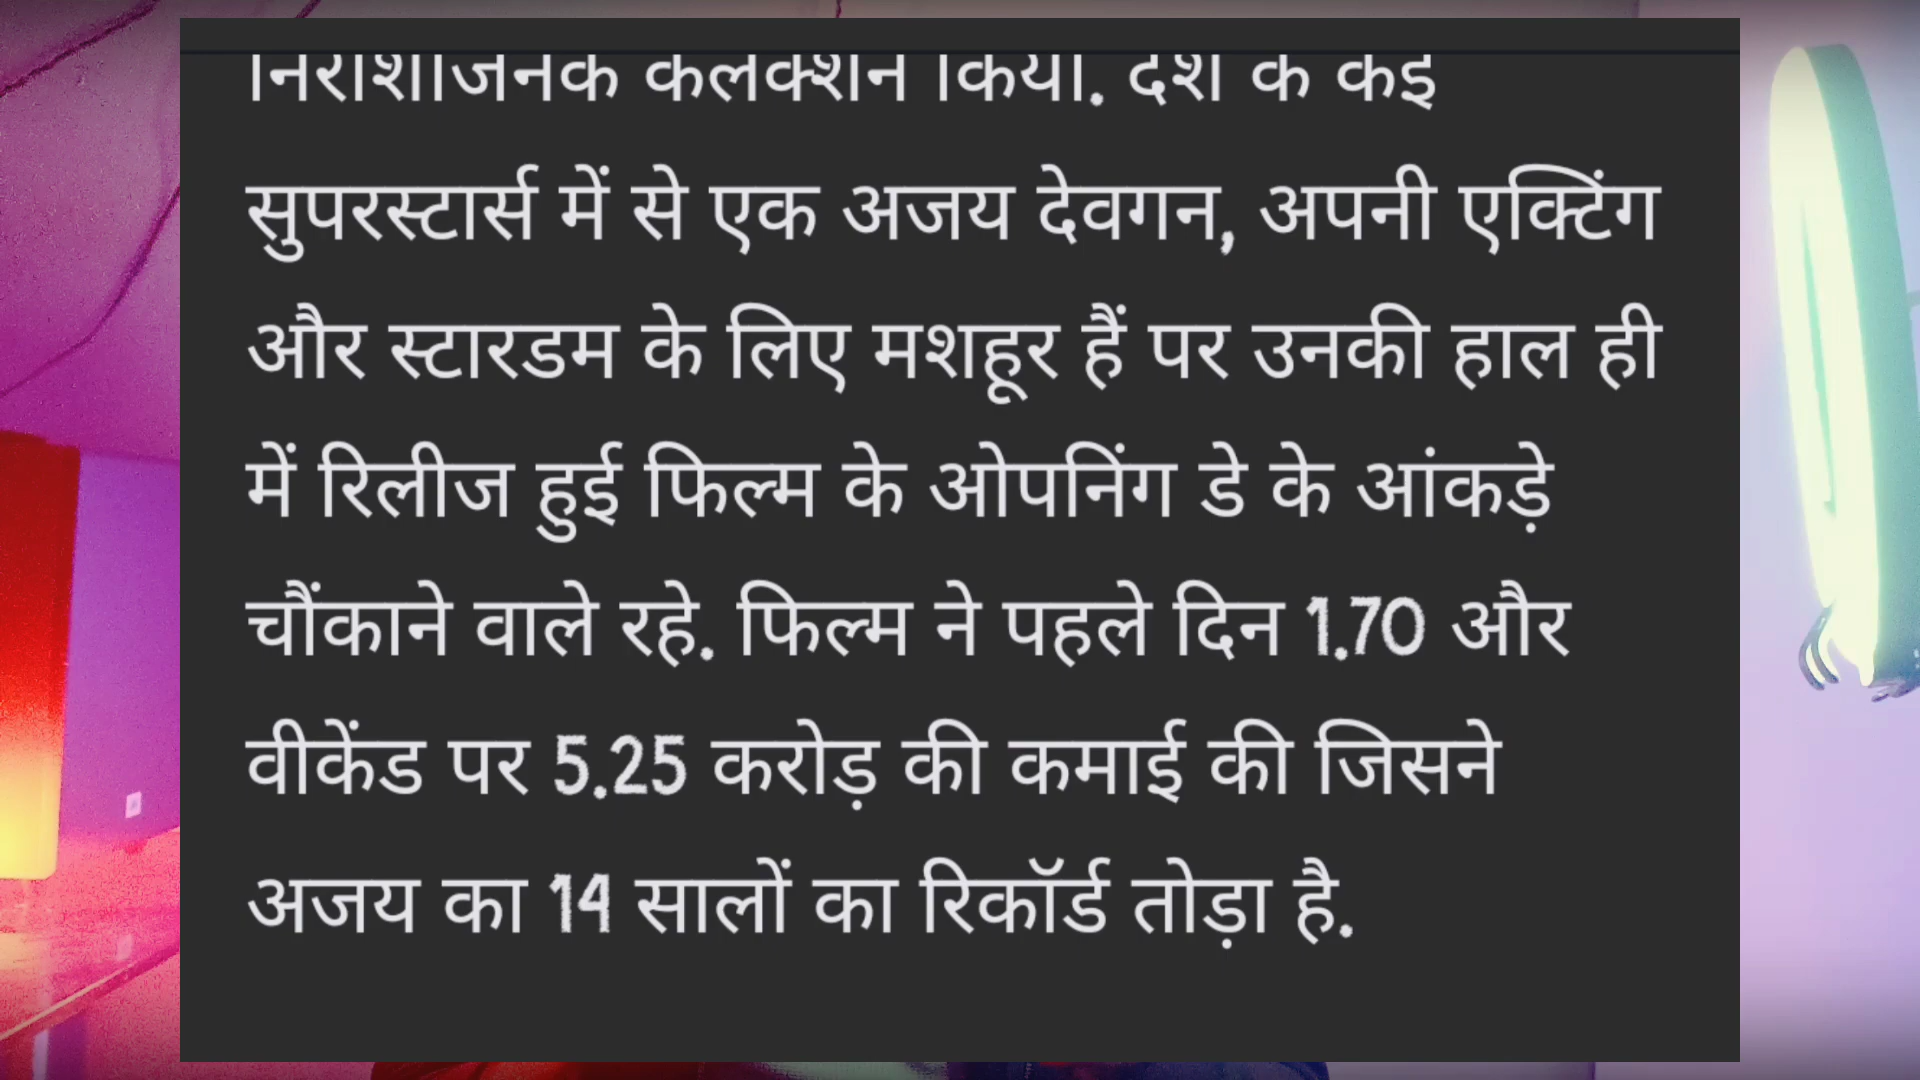 निराशाजनक कलेक्शन किया. देश के कई
सुपरस्टार्स में से एक अजय देवगन, अपनी एक्टिंग
और स्टारडम के लिए मशहूर हैं पर उनकी हाल ही
में रिलीज हुई फिल्म के ओपनिंग डे के आंकड़े
चौंकाने वाले रहे. फिल्म ने पहले दिन 1.70 और
वीकेंड पर 5.25 करोड़ की कमाई की जिसने
अजय का 14 सालों का रिकॉर्ड तोड़ा है.